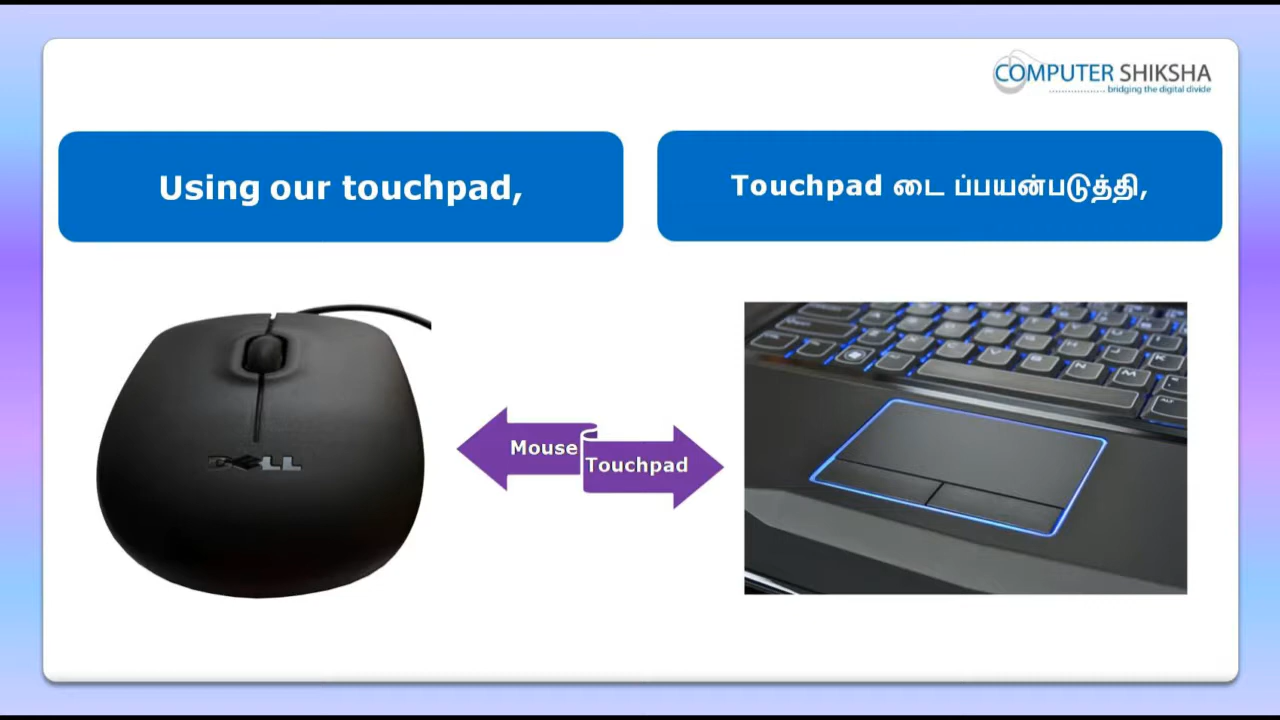 COMPUTER SHIKSHA
bridging the digital divide
Using our touchpad,
Touchpad டை ப்பயன்படுத்தி,
DELL
Mouse
Touchpad